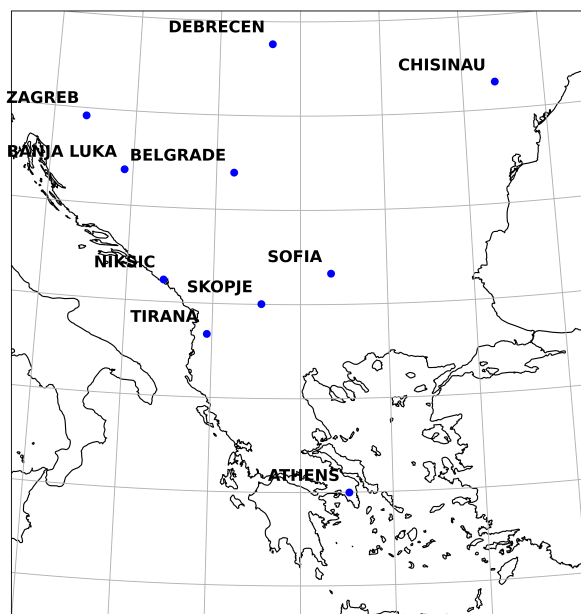 DEBRECEN
CHISINAU
ZAGREB
BANJA LUKA
BELGRADE
NIKSIC
SOFIA
SKOPJE
TIRANA
ATHENS